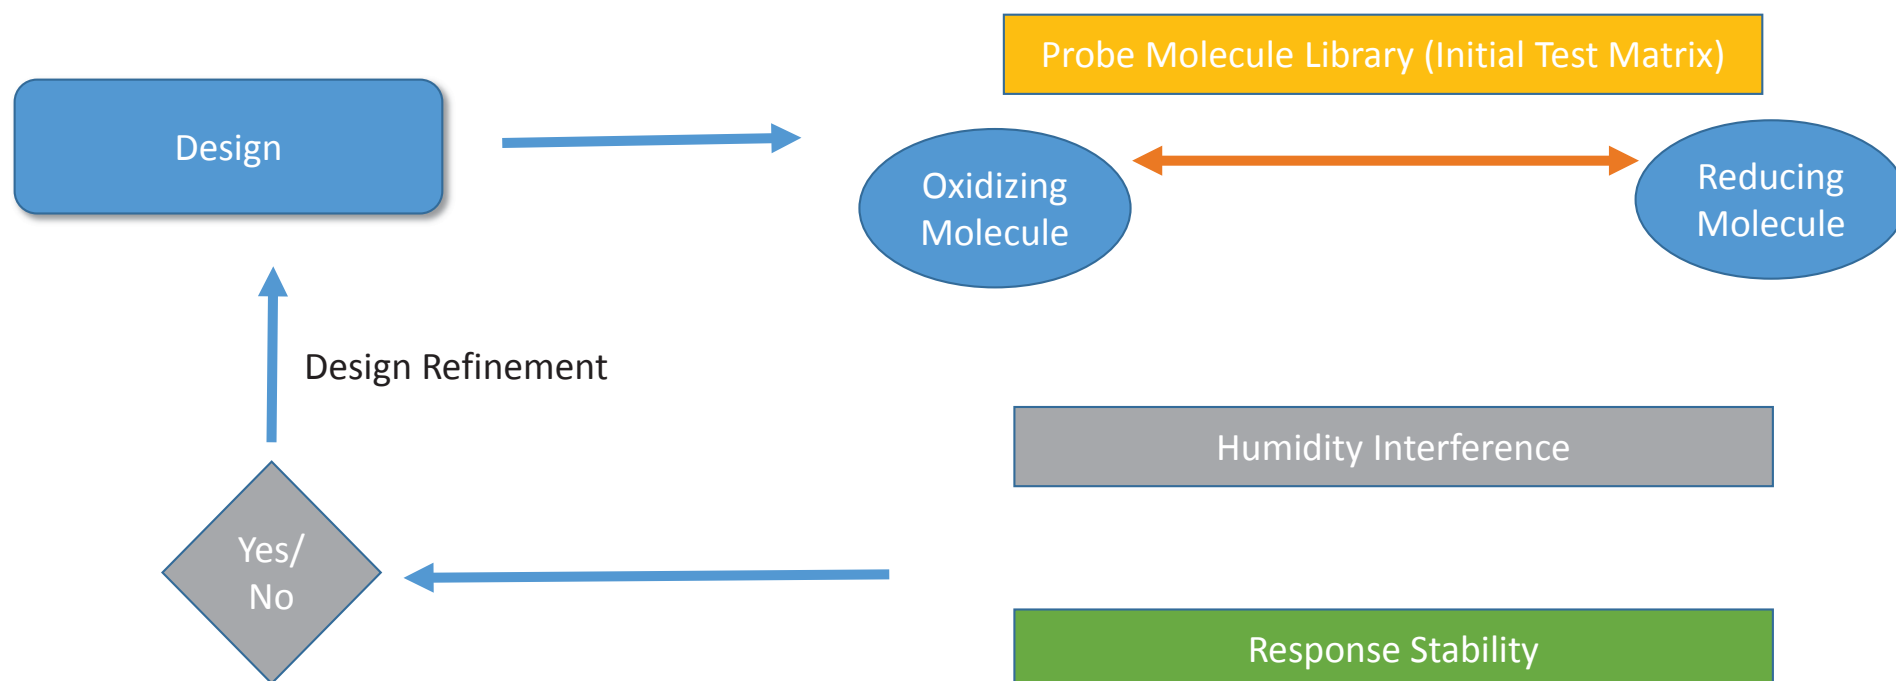 Probe Molecule Library (Initial Test Matrix)
Design
Oxidizing
Molecule
Reducing
Molecule
Design Refinement
Humidity Interference
Yes/
No
Response Stability